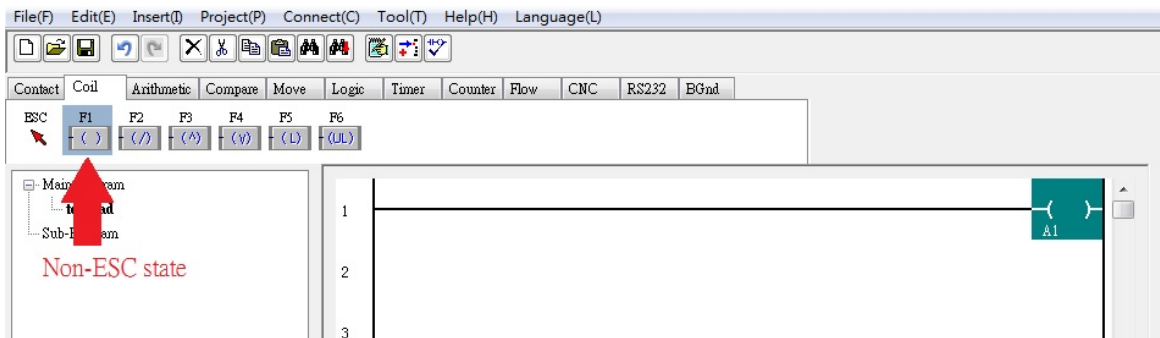 File(F) Edit(E) Insert(I) Project(P) Connect(C) Tool(T) Help(H) Language(L)
Contact Coil Arithmetic Compare Move Logic Timer Counter Flow CNC RS232 BGnd
ESC F1 F2 F3 F4 F5 F6
( ) (/) (^) (V) (L) (UL)
1
A1
Non-ESC state
2
3